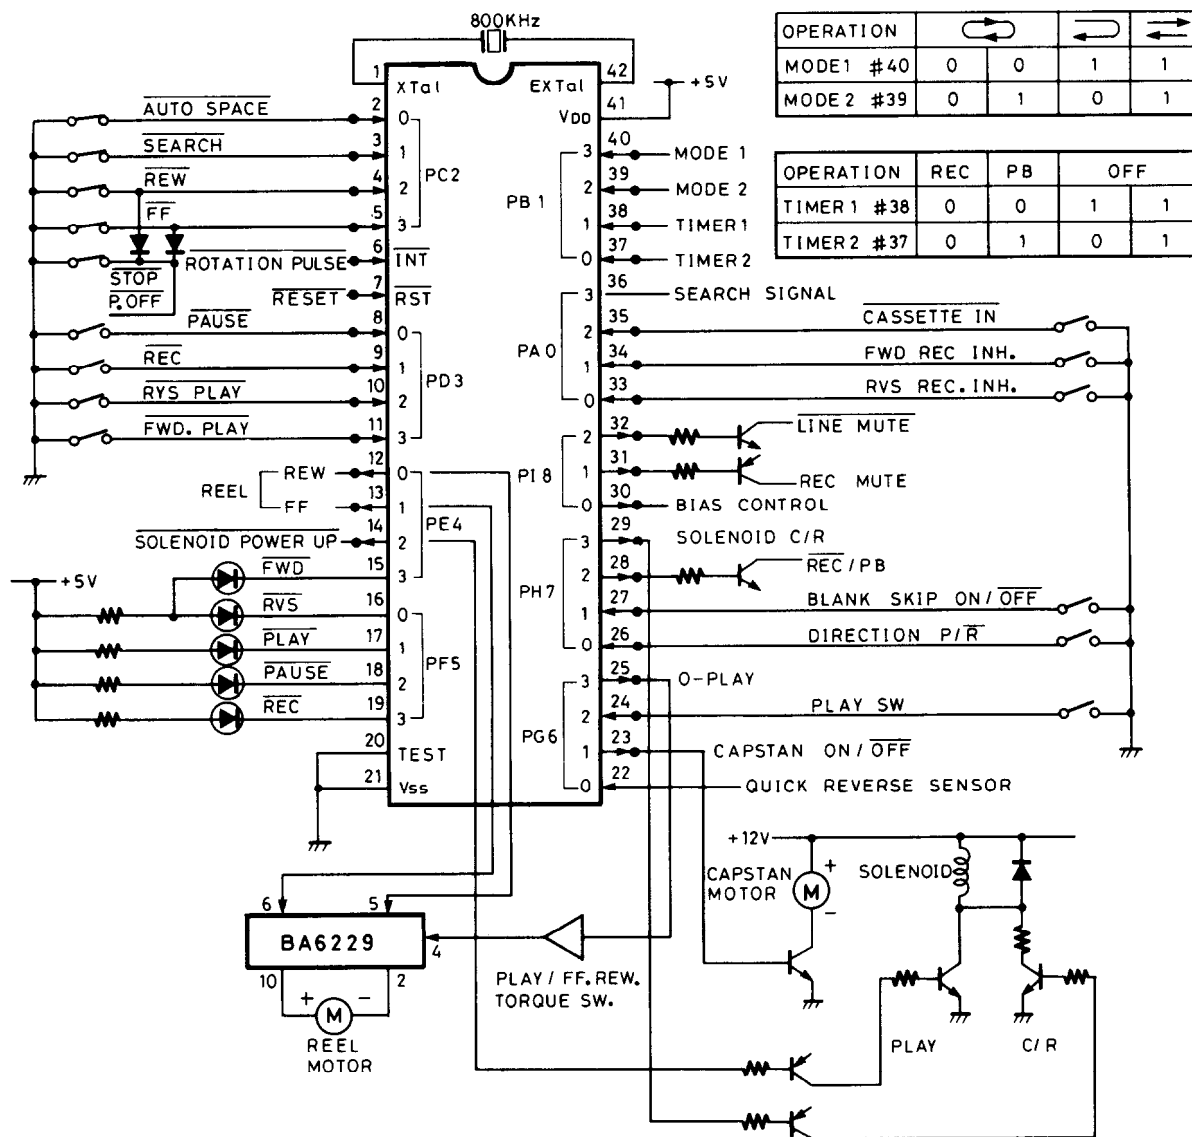 800KHz
OPERATION
MODE1 #40 0 0 1 1
MODE2 #39 0 1 0 1
OPERATION REC PB OFF
TIMER1 #38 0 0 1 1
TIMER2 #37 0 1 0 1
1 XTal
2 AUTO SPACE 0
3 SEARCH 1
PC2
4 REW 2
5 FF 3
6 ROTATION PULSE INT
STOP
P.OFF
7 RESET RST
8 PAUSE 0
9 REC 1
PD3
10 RYS PLAY 2
11 FWD. PLAY 3
12 REW 0
REEL
13 FF 1
PE4
14 SOLENOID POWER UP 2
+5V
15 FWD 3
16 RVS 0
17 PLAY 1
PF5
18 PAUSE 2
19 REC 3
20 TEST
21 Vss
42 EXTal
41 VDD
+5V
40 3 MODE 1
39 2 MODE 2
PB1
38 1 TIMER1
37 0 TIMER2
36 3 SEARCH SIGNAL
35 2 CASSETTE IN
PA0
34 1 FWD REC INH.
33 0 RVS REC.INH.
32 2 LINE MUTE
31 1 REC MUTE
PI8
30 0 BIAS CONTROL
29 3 SOLENOID C/R
28 2 REC/PB
PH7
27 1 BLANK SKIP ON/OFF
26 0 DIRECTION P/R
25 3 O-PLAY
24 2 PLAY SW
PG6
23 1 CAPSTAN ON/OFF
22 0 QUICK REVERSE SENSOR
+12V
CAPSTAN
MOTOR
+
M
-
SOLENOID
6 5
BA6229
4
10 2
+ M -
REEL
MOTOR
PLAY / FF.REW.
TORQUE SW.
PLAY
C/R